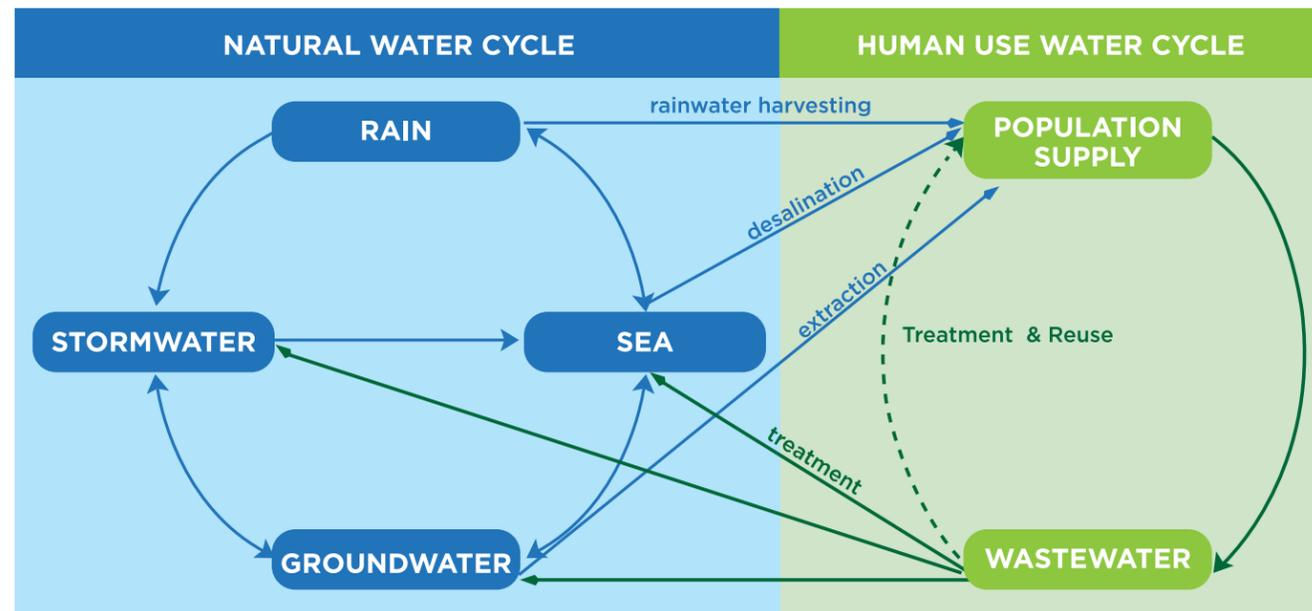 NATURAL WATER CYCLE
HUMAN USE WATER CYCLE
RAIN
rainwater harvesting
POPULATION
SUPPLY
desalination
extraction
STORMWATER
SEA
Treatment & Reuse
treatment
GROUNDWATER
WASTEWATER